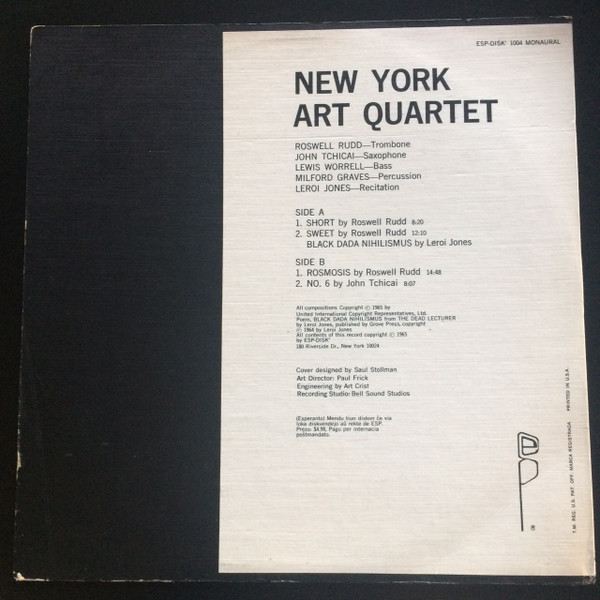 ESP-DISK' 1004 MONAURAL
NEW YORK
ART QUARTET
ROSWELL RUDD—Trombone
JOHN TCHICAI—Saxophone
LEWIS WORRELL—Bass
MILFORD GRAVES—Percussion
LEROI JONES—Recitation
SIDE A
1. SHORT by Roswell Rudd 8:20
2. SWEET by Roswell Rudd 12:10
BLACK DADA NIHILISMUS by Leroi Jones
SIDE B
1. ROSMOSIS by Roswell Rudd 14:48
2. NO. 6 by John Tchicai 8:07
All compositions Copyright © 1965 by
United International Copyright Representatives, Ltd.
Poem, BLACK DADA NIHILISMUS from THE DEAD LECTURER
by Leroi Jones, published by Grove Press, copyright
© 1964 by Leroi Jones
All contents of this record copyright © 1965
by ESP-DISK'
180 Riverside Dr., New York 10024
Cover designed by Saul Stollman
Art Director: Paul Frick
Engineering by Art Crist
Recording Studio: Bell Sound Studios
(Esperanto) Mendu tiun diskon ĉe via
loka diskvendejo aŭ rekte de ESP.
Prezo: $4.98, Pago per internacia
poŝtmandato.
T.M. REG. U.S. PAT. OFF. MARCA REGISTRADA PRINTED IN U.S.A.